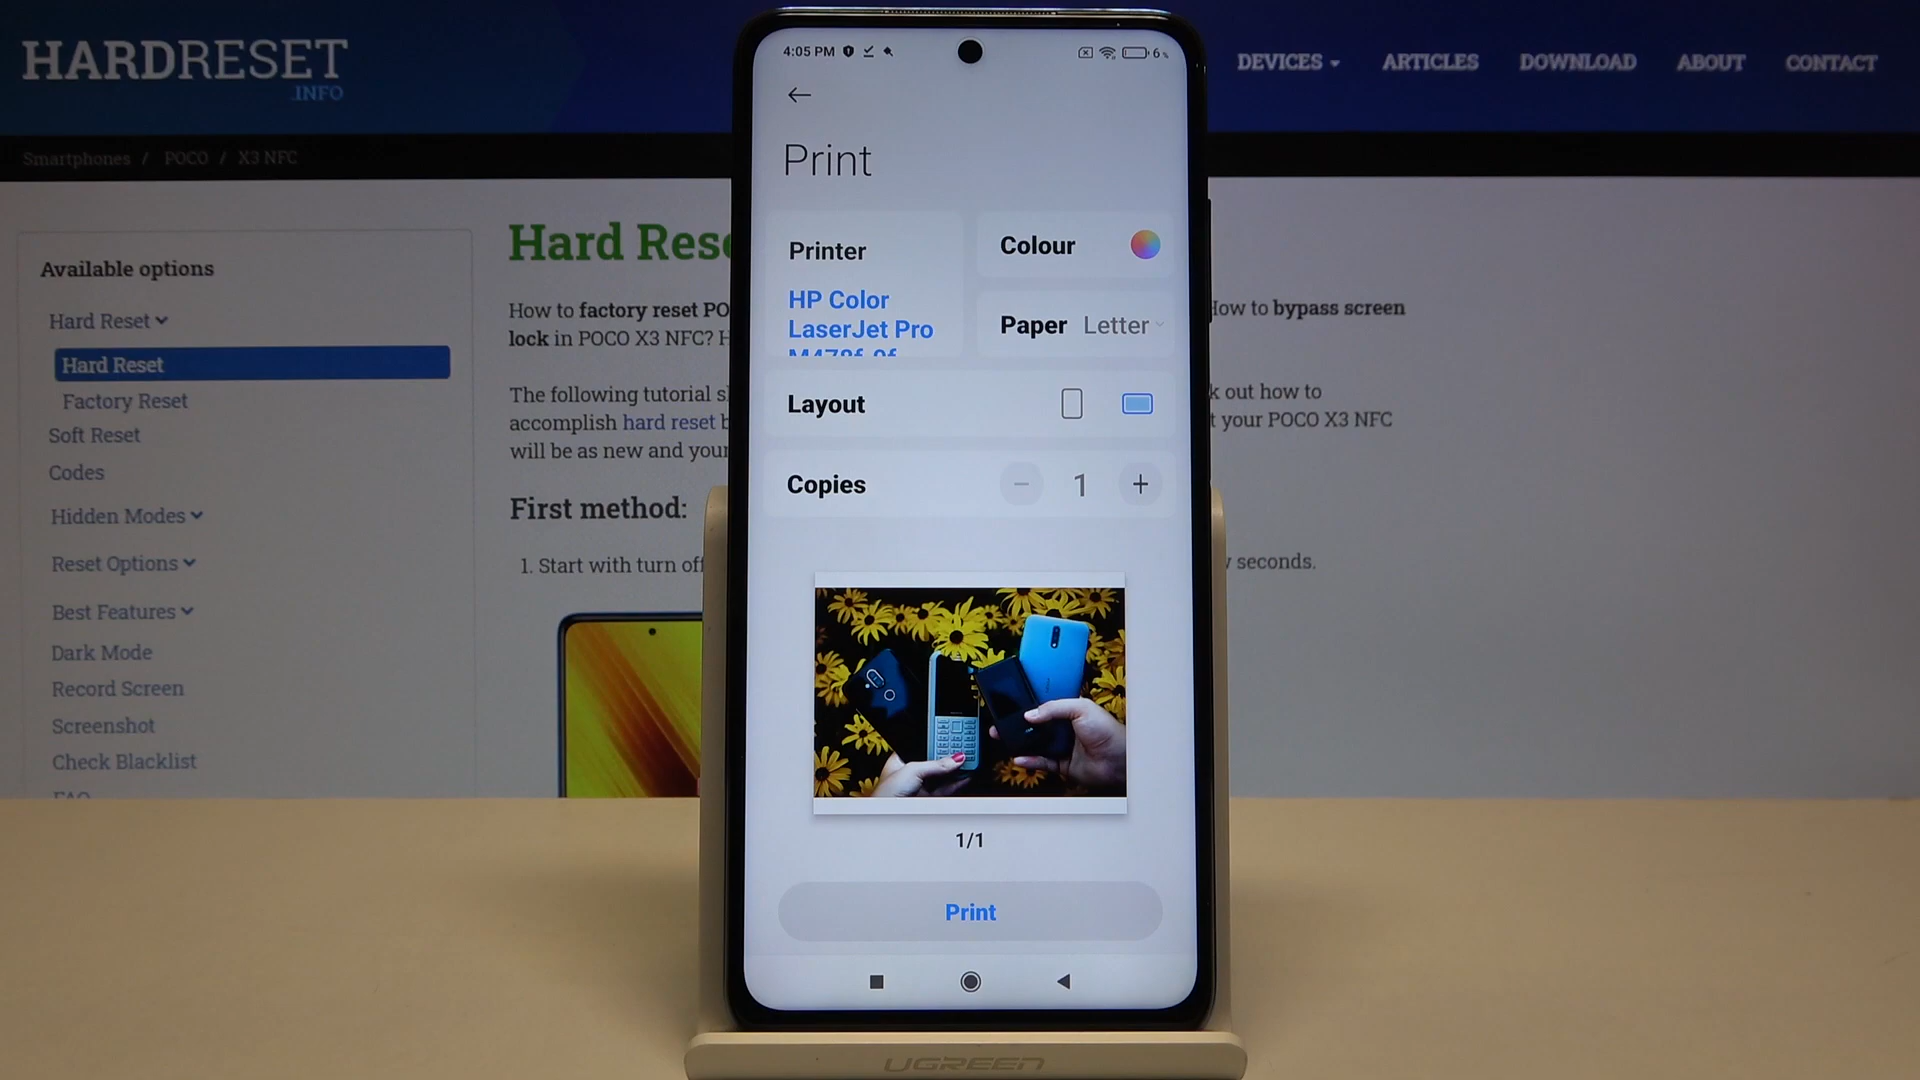 HARDRESET
.INFO
DEVICES
ARTICLES
DOWNLOAD
ABOUT
CONTACT
Smartphones / POCO / X3 NFC
Available options
Hard Reset
Hard Reset
Factory Reset
Soft Reset
Codes
Hidden Modes
Reset Options
Best Features
Dark Mode
Record Screen
Screenshot
Check Blacklist
FAQ
Hard Rese
How to factory reset PO
lock in POCO X3 NFC? H
The following tutorial s
accomplish hard reset b
will be as new and your
First method:
1. Start with turn off
How to bypass screen
k out how to
t your POCO X3 NFC
seconds.
4:05 PM
6%
Print
Printer
HP Color
LaserJet Pro
Colour
Paper Letter
Layout
Copies
1
1/1
Print
UGREEN